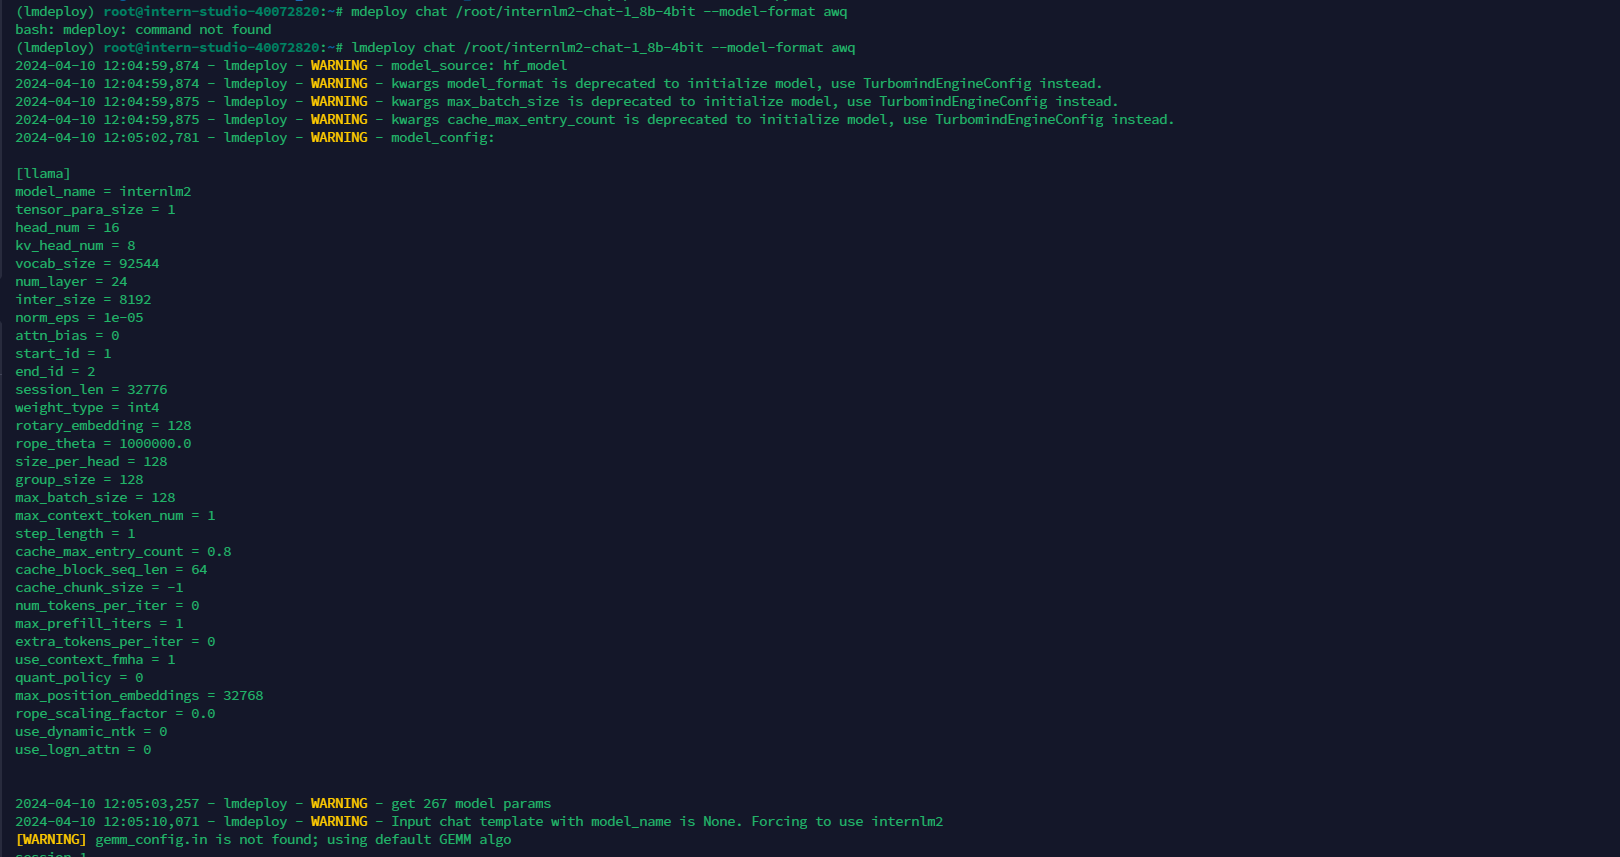 (lmdeploy) root@intern-studio-40072820:~# mdeploy chat /root/internlm2-chat-1_8b-4bit --model-format awq
bash: mdeploy: command not found
(lmdeploy) root@intern-studio-40072820:~# lmdeploy chat /root/internlm2-chat-1_8b-4bit --model-format awq
2024-04-10 12:04:59,874 - lmdeploy - WARNING - model_source: hf_model
2024-04-10 12:04:59,874 - lmdeploy - WARNING - kwargs model_format is deprecated to initialize model, use TurbomindEngineConfig instead.
2024-04-10 12:04:59,875 - lmdeploy - WARNING - kwargs max_batch_size is deprecated to initialize model, use TurbomindEngineConfig instead.
2024-04-10 12:04:59,875 - lmdeploy - WARNING - kwargs cache_max_entry_count is deprecated to initialize model, use TurbomindEngineConfig instead.
2024-04-10 12:05:02,781 - lmdeploy - WARNING - model_config:
[llama]
model_name = internlm2
tensor_para_size = 1
head_num = 16
kv_head_num = 8
vocab_size = 92544
num_layer = 24
inter_size = 8192
norm_eps = 1e-05
attn_bias = 0
start_id = 1
end_id = 2
session_len = 32776
weight_type = int4
rotary_embedding = 128
rope_theta = 1000000.0
size_per_head = 128
group_size = 128
max_batch_size = 128
max_context_token_num = 1
step_length = 1
cache_max_entry_count = 0.8
cache_block_seq_len = 64
cache_chunk_size = -1
num_tokens_per_iter = 0
max_prefill_iters = 1
extra_tokens_per_iter = 0
use_context_fmha = 1
quant_policy = 0
max_position_embeddings = 32768
rope_scaling_factor = 0.0
use_dynamic_ntk = 0
use_logn_attn = 0
2024-04-10 12:05:03,257 - lmdeploy - WARNING - get 267 model params
2024-04-10 12:05:10,071 - lmdeploy - WARNING - Input chat template with model_name is None. Forcing to use internlm2
[WARNING] gemm_config.in is not found; using default GEMM algo
session 1